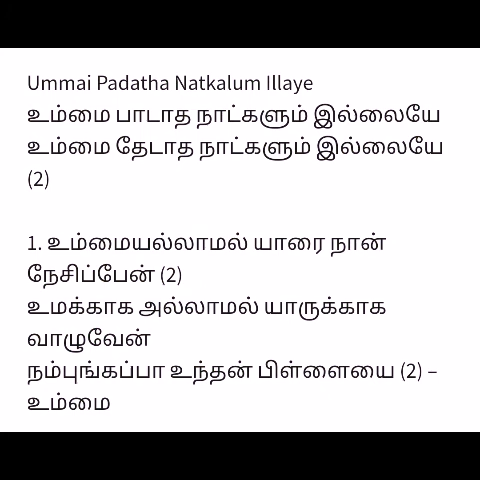 Ummai Padatha Natkalum Illaye
உம்மை பாடாத நாட்களும் இல்லையே
உம்மை தேடாத நாட்களும் இல்லையே
(2)
1. உம்மையல்லாமல் யாரை நான்
நேசிப்பேன் (2)
உமக்காக அல்லாமல் யாருக்காக
வாழுவேன்
நம்புங்கப்பா உந்தன் பிள்ளையை (2) –
உம்மை